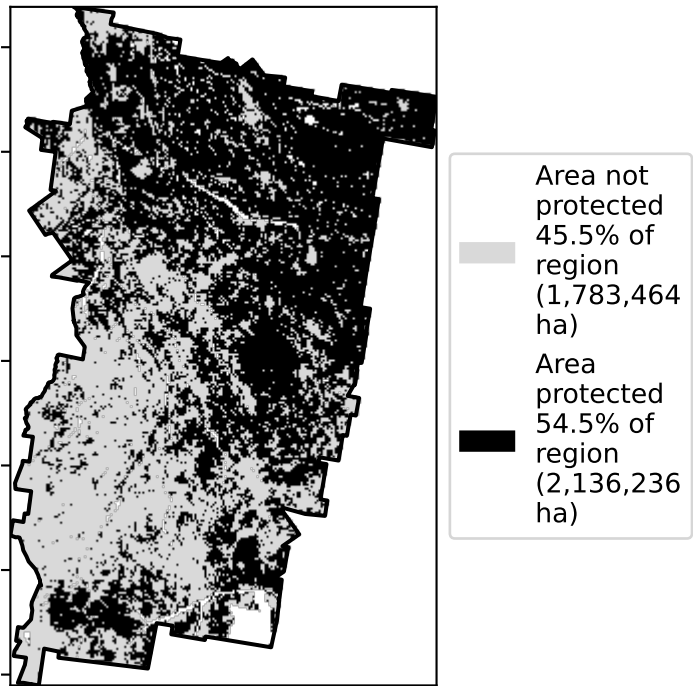 Area not
protected
45.5% of
region
(1,783,464
ha)
Area
protected
54.5% of
region
(2,136,236
ha)